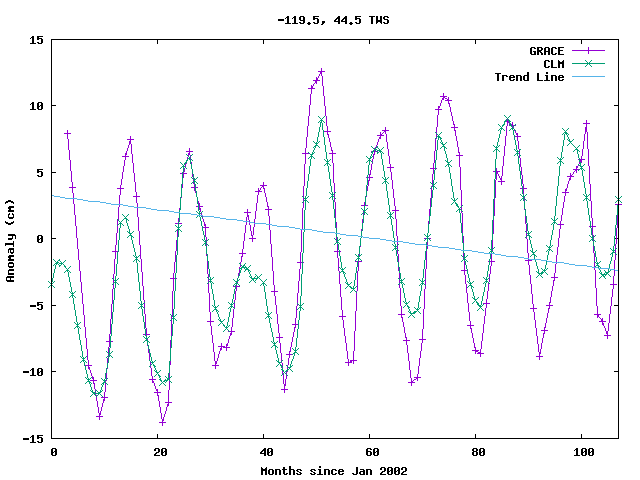 -119.5, 44.5 TWS
15
10
5
0
-5
-10
-15
Anomaly (cm)
GRACE
CLM
Trend Line
0 20 40 60 80 100
Months since Jan 2002